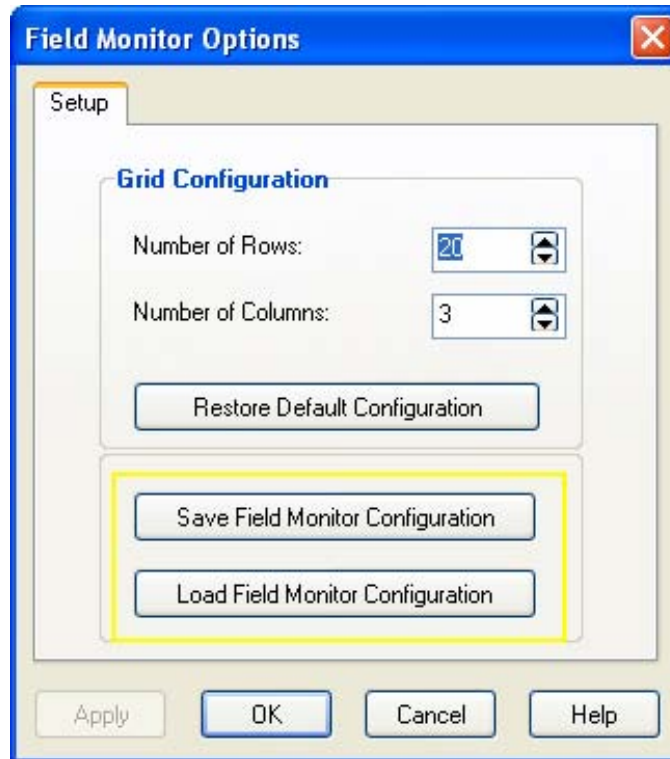 Field Monitor Options
Setup
Grid Configuration
Number of Rows: 20
Number of Columns: 3
Restore Default Configuration
Save Field Monitor Configuration
Load Field Monitor Configuration
Apply OK Cancel Help